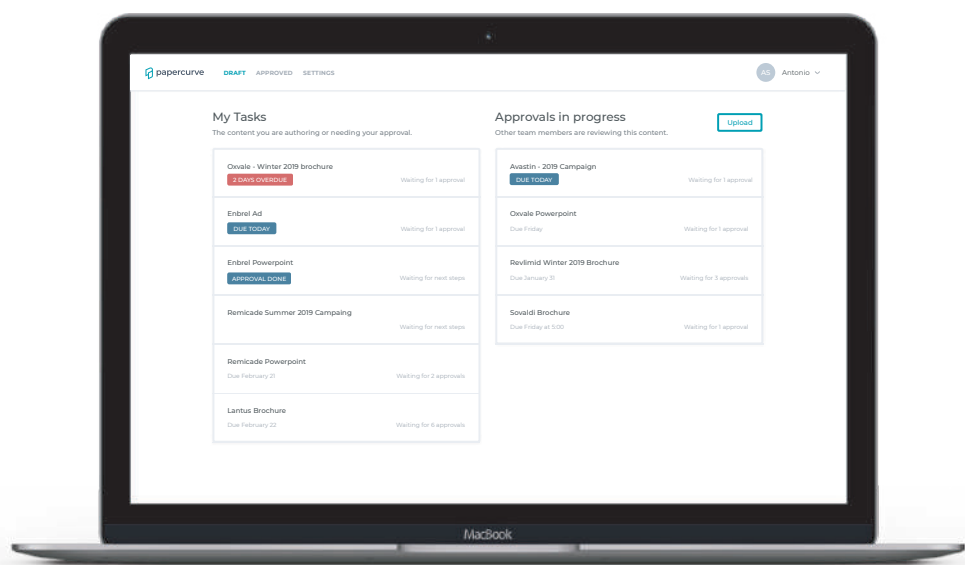 papercurve DRAFT APPROVED SETTINGS AS Antonio
My Tasks
The content you are authoring or needing your approval.
Oxvale - Winter 2019 brochure
2 DAYS OVERDUE Waiting for 1 approval
Enbrel Ad
DUE TODAY Waiting for 1 approval
Enbrel Powerpoint
APPROVAL DONE Waiting for next steps
Remicade Summer 2019 Campaing
Waiting for next steps
Remicade Powerpoint
Due February 21 Waiting for 2 approvals
Lantus Brochure
Due February 22 Waiting for 6 approvals
Approvals in progress
Other team members are reviewing this content.
Upload
Avastin - 2019 Campaign
DUE TODAY Waiting for 1 approval
Oxvale Powerpoint
Due Friday Waiting for 1 approval
Revlimid Winter 2019 Brochure
Due January 31 Waiting for 3 approvals
Sovaldi Brochure
Due Friday at 5:00 Waiting for 1 approval
MacBook